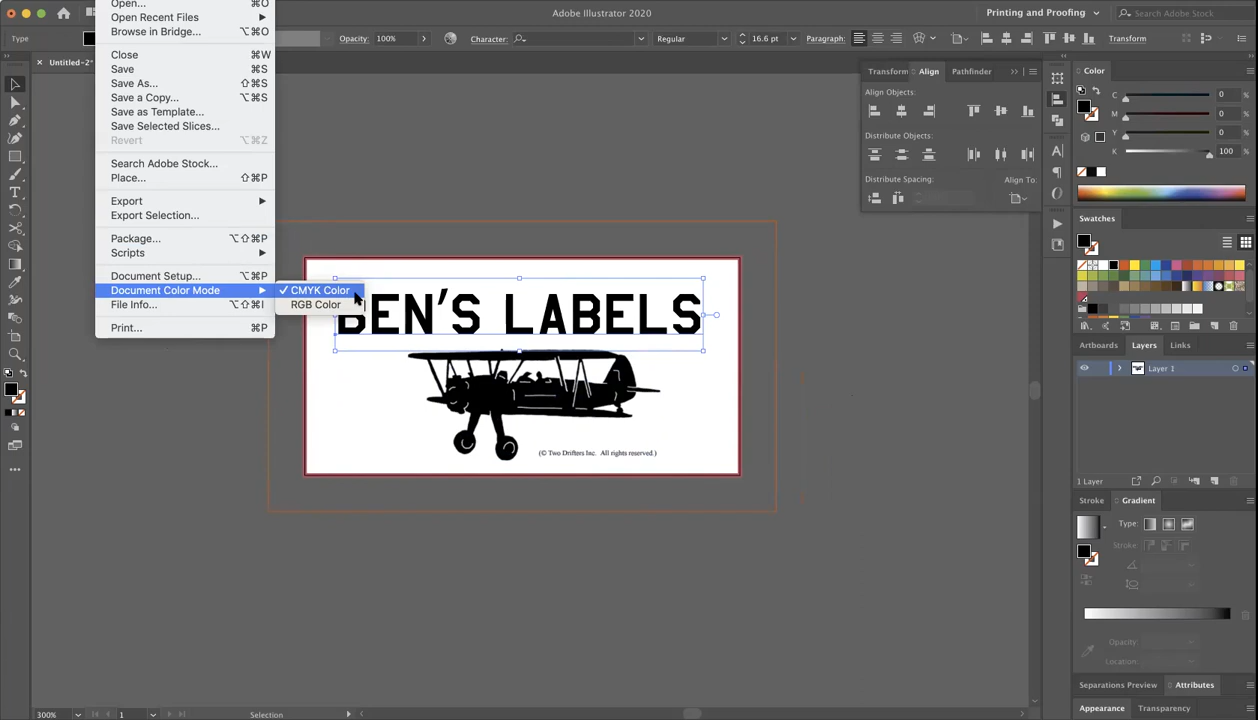 Adobe Illustrator 2020
Printing and Proofing
Search Adobe Stock
Type
Opacity: 100%
Character:
Regular
16.6 pt
Paragraph:
Transform
Open... ⌘O
Open Recent Files
Browse in Bridge... ⌥⌘O
Close ⌘W
Save ⌘S
Save As... ⇧⌘S
Save a Copy... ⌥⌘S
Save as Template...
Save Selected Slices...
Revert ⌥⌘Z
Search Adobe Stock...
Place... ⇧⌘P
Export
Export Selection...
Package... ⌥⇧⌘P
Scripts
Document Setup... ⌥⌘P
Document Color Mode
✓ CMYK Color
RGB Color
File Info... ⌥⇧⌘I
Print... ⌘P
Untitled-2*
BEN'S LABELS
(© Two Drifters Inc. All rights reserved.)
Transform Align Pathfinder
Align Objects:
Distribute Objects:
Distribute Spacing:
Align To:
Color
C 0 %
M 0 %
Y 0 %
K 100 %
Swatches
Artboards Layers Links
Layer 1
1 Layer
Stroke Gradient
Type:
Stroke:
Opacity:
Location:
Separations Preview Attributes
Appearance Transparency
300% 1 Selection